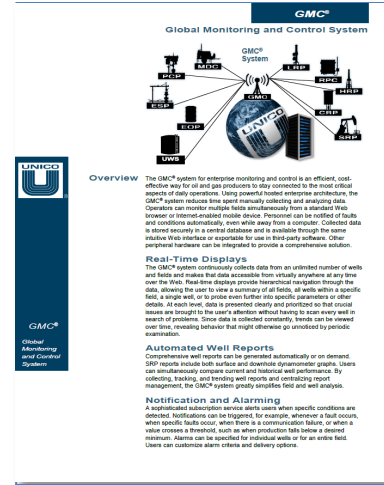 GMC®
Global Monitoring and Control System
GMC®
System
MDC
LRP
PCP
RPC
HRP
GMC
ESP
CRP
EOP
SRP
UNICO
UWS
UNICO
Overview
The GMC® system for enterprise monitoring and control is an efficient, cost-
effective way for oil and gas producers to stay connected to the most critical
aspects of daily operations. Using powerful hosted enterprise architecture, the
GMC® system reduces time spent manually collecting and analyzing data.
Operators can monitor multiple fields simultaneously from a standard Web
browser or Internet-enabled mobile device. Personnel can be notified of faults
and conditions automatically, even while away from a computer. Collected data
is stored securely in a central database and is available through the same
intuitive Web interface or exportable for use in third-party software. Other
peripheral hardware can be integrated to provide a comprehensive solution.
Real-Time Displays
The GMC® system continuously collects data from an unlimited number of wells
and fields and makes that data accessible from virtually anywhere at any time
over the Web. Real-time displays provide hierarchical navigation through the
data, allowing the user to view a summary of all fields, all wells within a specific
field, a single well, or to probe even further into specific parameters or other
details. At each level, data is presented clearly and prioritized so that crucial
issues are brought to the user's attention without having to scan every well in
search of problems. Since data is collected constantly, trends can be viewed
over time, revealing behavior that might otherwise go unnoticed by periodic
examination.
Automated Well Reports
Comprehensive well reports can be generated automatically or on demand.
SRP reports include both surface and downhole dynamometer graphs. Users
can simultaneously compare current and historical well performance. By
collecting, tracking, and trending well reports and centralizing report
management, the GMC® system greatly simplifies field and well analysis.
Notification and Alarming
A sophisticated subscription service alerts users when specific conditions are
detected. Notifications can be triggered, for example, whenever a fault occurs,
when specific faults occur, when there is a communication failure, or when a
value crosses a threshold, such as when production falls below a desired
minimum. Alarms can be specified for individual wells or for an entire field.
Users can customize alarm criteria and delivery options.
GMC®
Global
Monitoring
and Control
System